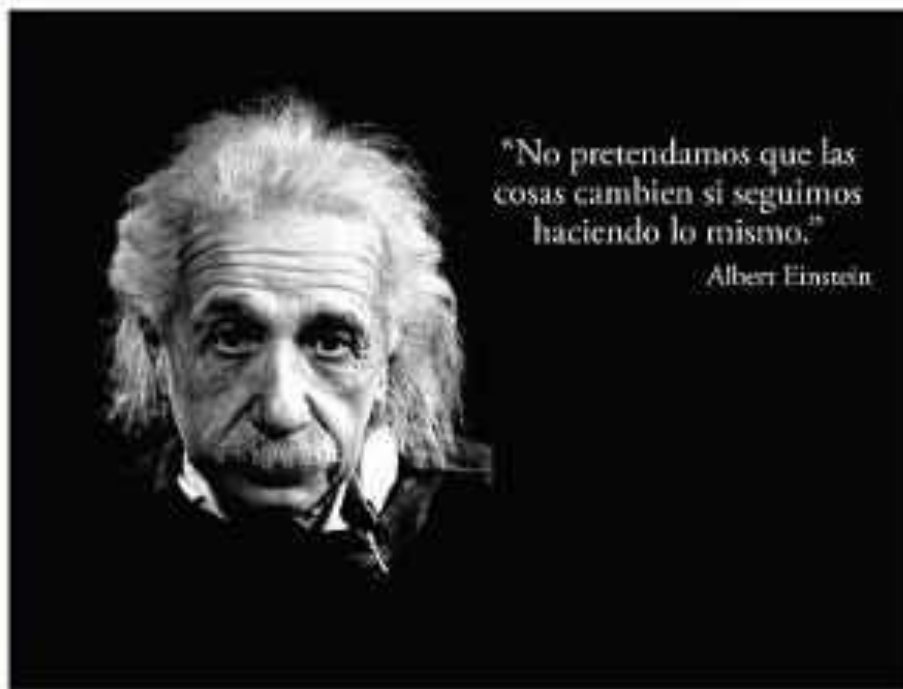 “No pretendamos que las
cosas cambien si seguimos
haciendo lo mismo.”
Albert Einstein